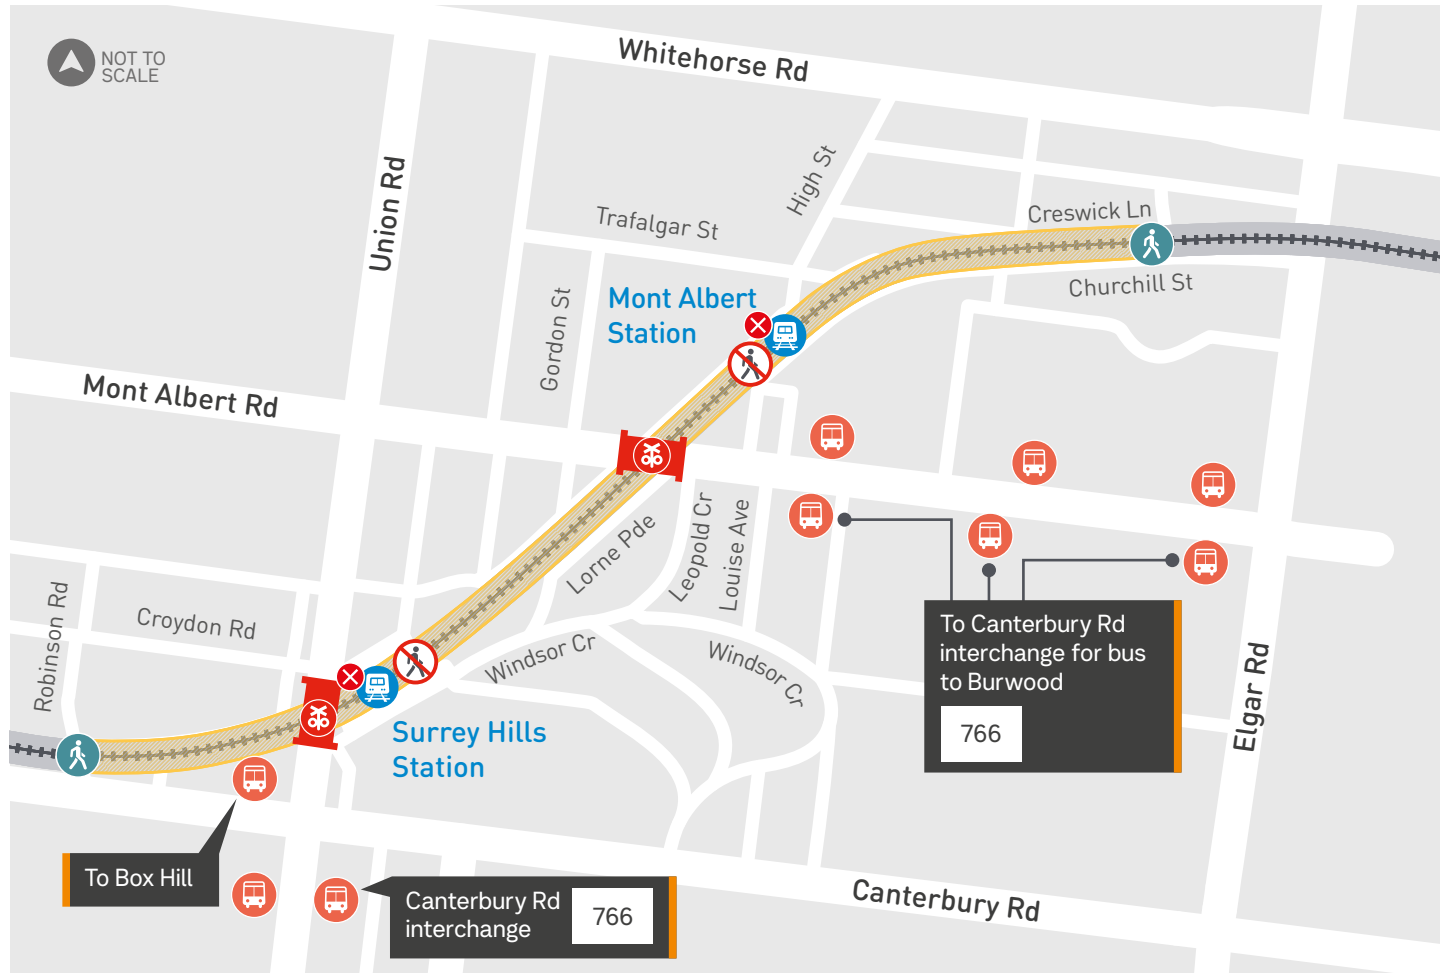 NOT TO
SCALE
Whitehorse Rd
Union Rd
High St
Trafalgar St
Creswick Ln
Churchill St
Mont Albert
Station
Gordon St
Mont Albert Rd
Lorne Pde
Leopold Cr
Louise Ave
Robinson Rd
Croydon Rd
Windsor Cr
Windsor Cr
To Canterbury Rd
interchange for bus
to Burwood
766
Elgar Rd
Surrey Hills
Station
To Box Hill
Canterbury Rd
interchange
766
Canterbury Rd